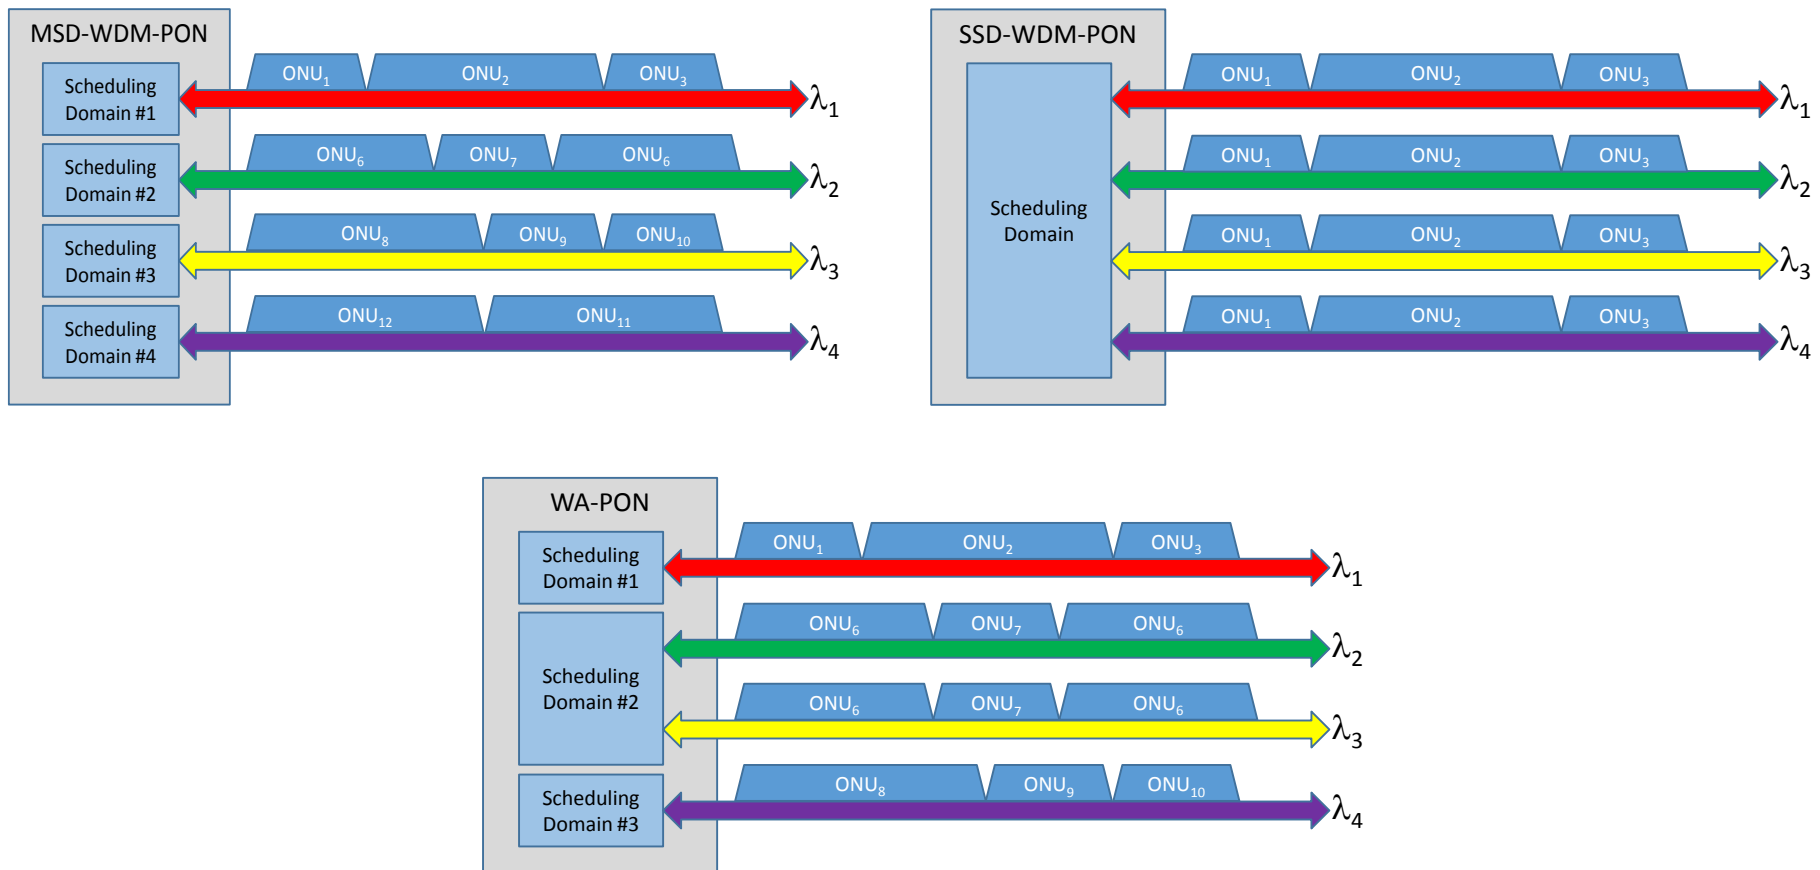 MSD-WDM-PON
Scheduling
Domain #1
ONU₁ ONU₂ ONU₃
λ₁
Scheduling
Domain #2
ONU₆ ONU₇ ONU₆
λ₂
Scheduling
Domain #3
ONU₈ ONU₉ ONU₁₀
λ₃
Scheduling
Domain #4
ONU₁₂ ONU₁₁
λ₄
SSD-WDM-PON
Scheduling
Domain
ONU₁ ONU₂ ONU₃
λ₁
ONU₁ ONU₂ ONU₃
λ₂
ONU₁ ONU₂ ONU₃
λ₃
ONU₁ ONU₂ ONU₃
λ₄
WA-PON
Scheduling
Domain #1
ONU₁ ONU₂ ONU₃
λ₁
Scheduling
Domain #2
ONU₆ ONU₇ ONU₆
λ₂
ONU₆ ONU₇ ONU₆
λ₃
Scheduling
Domain #3
ONU₈ ONU₉ ONU₁₀
λ₄